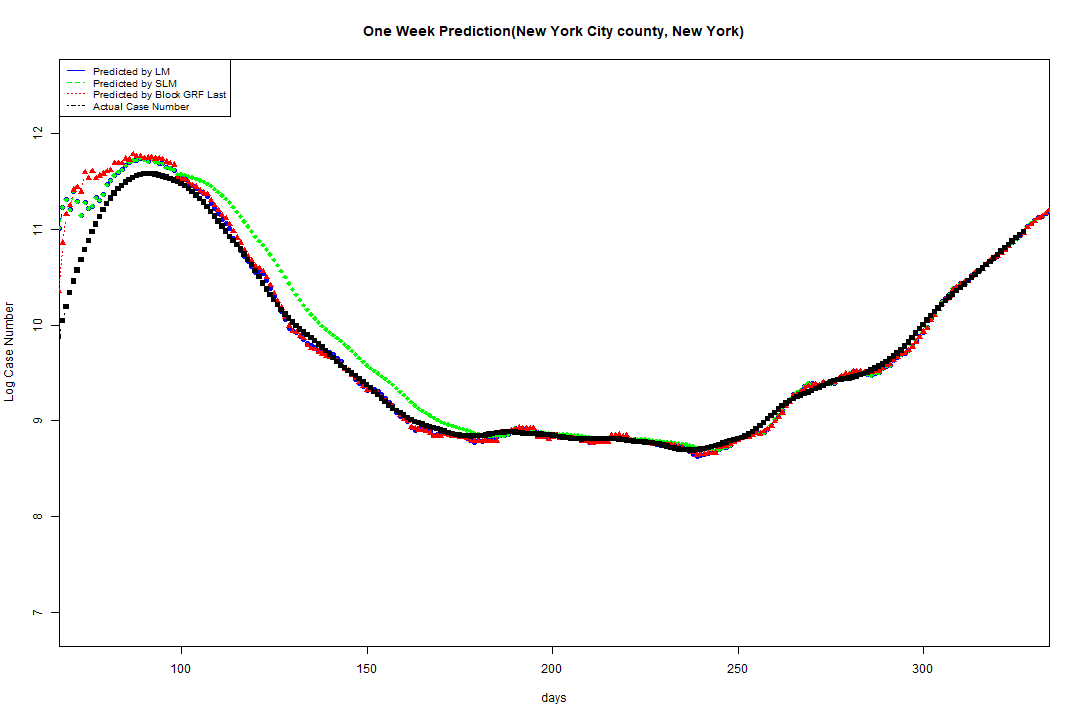 One Week Prediction(New York City county, New York)
Predicted by LM
Predicted by SLM
Predicted by Block GRF Last
Actual Case Number
12
11
10
9
8
7
Log Case Number
100 150 200 250 300
days